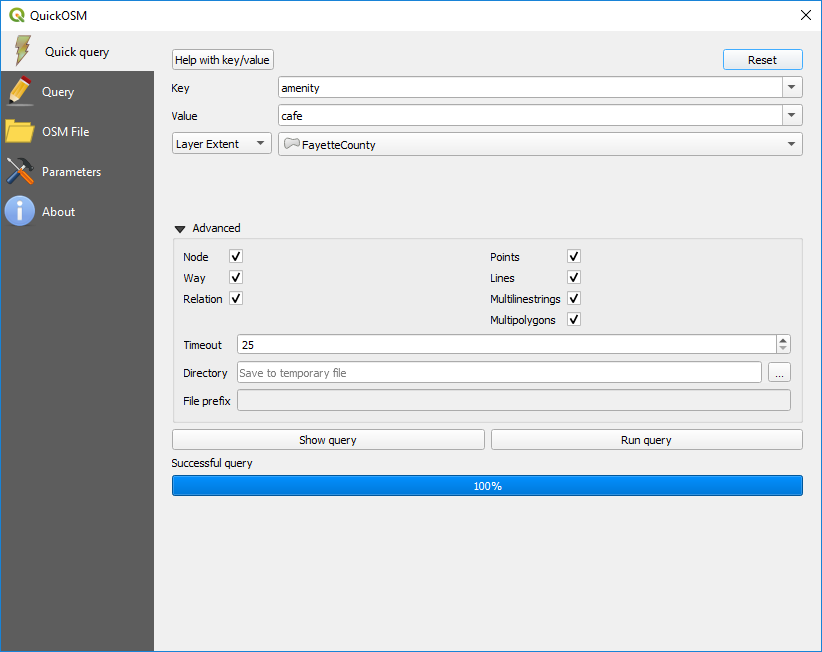 QuickOSM
Quick query
Query
OSM File
Parameters
About
Help with key/value
Reset
Key
amenity
Value
cafe
Layer Extent
FayetteCounty
Advanced
Node
Points
Way
Lines
Relation
Multilinestrings
Multipolygons
Timeout
25
Directory
Save to temporary file
...
File prefix
Show query
Run query
Successful query
100%